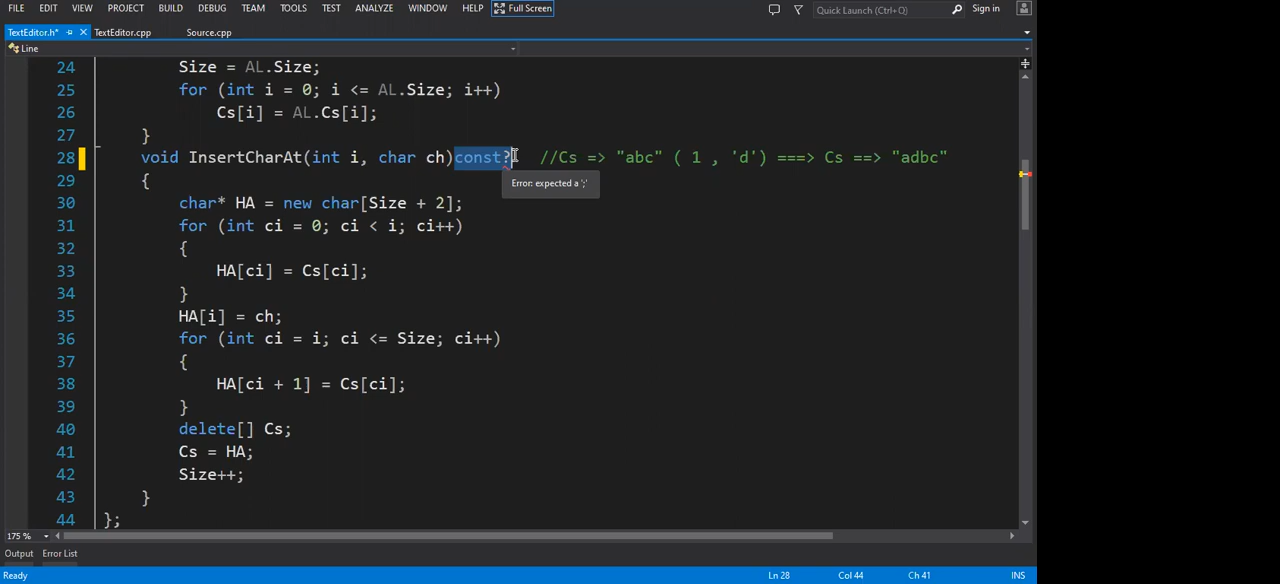 FILE EDIT VIEW PROJECT BUILD DEBUG TEAM TOOLS TEST ANALYZE WINDOW HELP Full Screen Quick Launch (Ctrl+Q) Sign in
TextEditor.h* TextEditor.cpp Source.cpp
Line
24 Size = AL.Size;
25 for (int i = 0; i <= AL.Size; i++)
26 Cs[i] = AL.Cs[i];
27 }
28 void InsertCharAt(int i, char ch)const? //Cs => "abc" ( 1 , 'd') ===> Cs ==> "adbc"
29 {
Error: expected a ';'
30 char* HA = new char[Size + 2];
31 for (int ci = 0; ci < i; ci++)
32 {
33 HA[ci] = Cs[ci];
34 }
35 HA[i] = ch;
36 for (int ci = i; ci <= Size; ci++)
37 {
38 HA[ci + 1] = Cs[ci];
39 }
40 delete[] Cs;
41 Cs = HA;
42 Size++;
43 }
44 };
175 %
Output Error List
Ready Ln 28 Col 44 Ch 41 INS